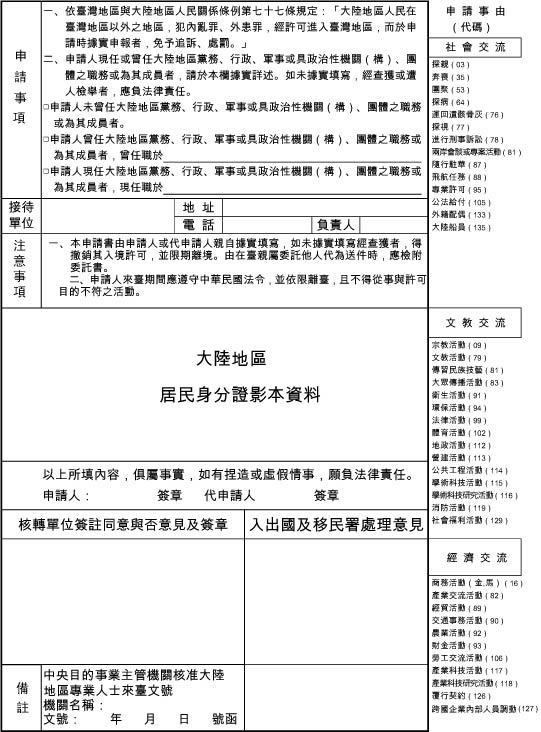 申請事項
一、依臺灣地區與大陸地區人民關係條例第七十七條規定：「大陸地區人民在
臺灣地區以外之地區，犯內亂罪、外患罪，經許可進入臺灣地區，而於申
請時據實申報者，免予追訴、處罰。」
二、申請人現任或曾任大陸地區黨務、行政、軍事或具政治性機關（構）、團
體之職務或為其成員者，請於本欄據實詳述。如未據實填寫，經查獲或遭
人檢舉者，應負法律責任。
□申請人未曾任大陸地區黨務、行政、軍事或具政治性機關（構）、團體之職務
或為其成員者。
□申請人曾任大陸地區黨務、行政、軍事或具政治性機關（構）、團體之職務或
為其成員者，曾任職於
□申請人現任大陸地區黨務、行政、軍事或具政治性機關（構）、團體之職務或
為其成員者，現任職於
接待
單位
地 址
電 話
負責人
注意事項
一、本申請書由申請人或代申請人親自據實填寫，如未據實填寫經查獲者，得
撤銷其入境許可，並限期離境。由在臺親屬委託他人代為送件時，應檢附
委託書。
二、申請人來臺期間應遵守中華民國法令，並依限離臺，且不得從事與許可
目的不符之活動。
大陸地區
居民身分證影本資料
以上所填內容，俱屬事實，如有捏造或虛假情事，願負法律責任。
申請人： 簽章 代申請人 簽章
核轉單位簽註同意與否意見及簽章
入出國及移民署處理意見
備註
中央目的事業主管機關核准大陸
地區專業人士來臺文號
機關名稱：
文號： 年 月 日 號函
申請事由
（代碼）
社會交流
探親（03）
奔喪（35）
團聚（53）
探病（64）
運回遺骸骨灰（76）
探視（77）
進行刑事訴訟（78）
兩岸會談或專案活動（81）
隨行駐華（87）
飛航任務（88）
專業許可（95）
公法給付（105）
外籍配偶（133）
大陸船員（135）
文教交流
宗教活動（09）
文教活動（79）
傳習民族技藝（81）
大眾傳播活動（83）
衛生活動（91）
環保活動（94）
法律活動（99）
體育活動（102）
地政活動（112）
營建活動（113）
公共工程活動（114）
學術科技活動（115）
學術科技研究活動（116）
消防活動（119）
社會福利活動（129）
經濟交流
商務活動（金.馬）（16）
產業交流活動（82）
經貿活動（89）
交通事務活動（90）
農業活動（92）
財金活動（93）
勞工交流活動（106）
產業科技活動（117）
產業科技研究活動（118）
履行契約（126）
跨國企業內部人員調動（127）